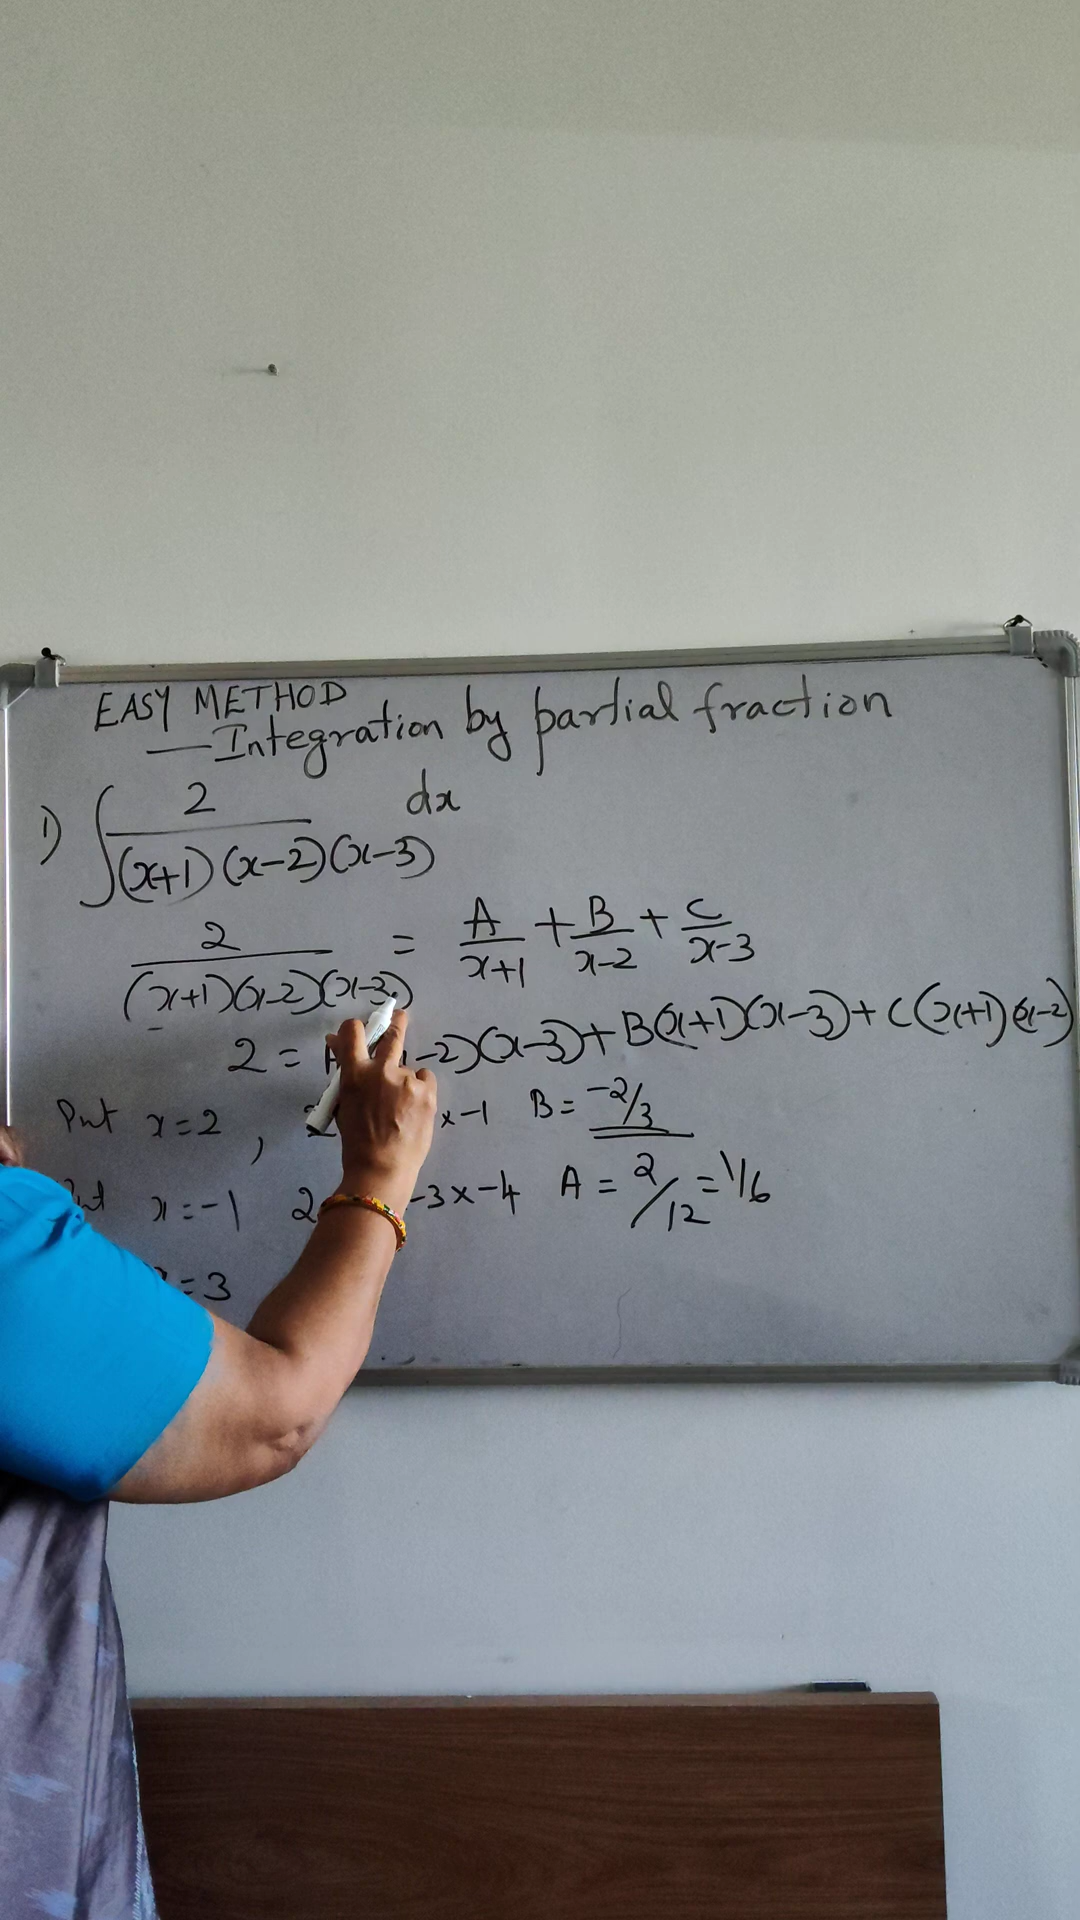 EASY METHOD
— Integration by partial fraction
1) ∫ 2 / (x+1)(x-2)(x-3) dx
2 / (x+1)(x-2)(x-3) = A/x+1 + B/x-2 + C/x-3
2 = -2)(x-3) + B(x+1)(x-3) + C(x+1)(x-2)
Put x=2, x-1 B = -2/3
x=-1 2 -3x-4 A = 2/12 = 1/6
=3